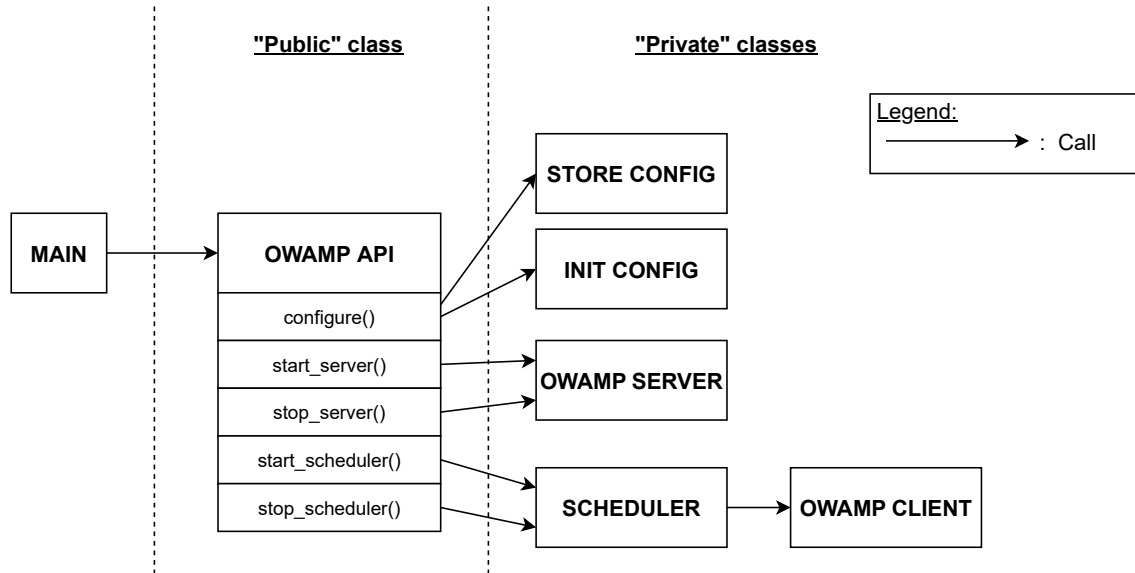 "Public" class
"Private" classes
Legend:
: Call
STORE CONFIG
MAIN
OWAMP API
INIT CONFIG
configure()
start_server()
OWAMP SERVER
stop_server()
start_scheduler()
stop_scheduler()
SCHEDULER
OWAMP CLIENT